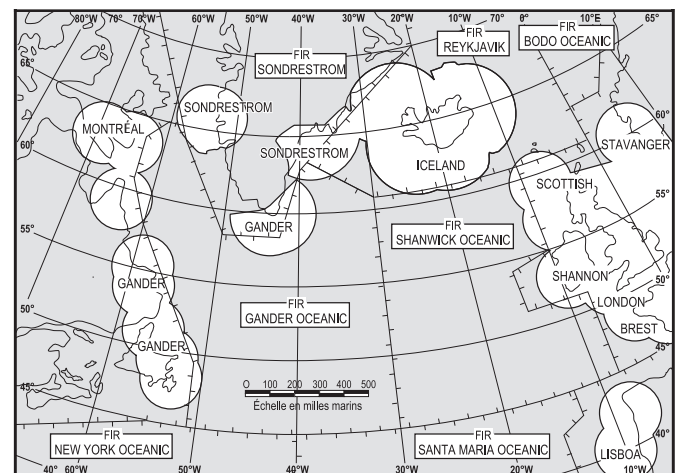 80°W 70°W 60°W 50°W 40°W 30°W 20°W 10°W 0° 10°E 65°
FIR
REYKJAVIK
FIR
BODO OCEANIC
FIR
SONDRESTROM
65°
60°
SONDRESTROM
MONTRÉAL
60°
STAVANGER
SONDRESTROM
ICELAND
SCOTTISH
55°
55°
GANDER
FIR
SHANWICK OCEANIC
SHANNON
50°
GANDER
LONDON
50°
FIR
GANDER OCEANIC
BREST
GANDER
45°
45°
0 100 200 300 400 500
Échelle en milles marins
40°
FIR
NEW YORK OCEANIC
FIR
SANTA MARIA OCEANIC
LISBOA
40° 60°W 50°W 40°W 30°W 20°W 10°W